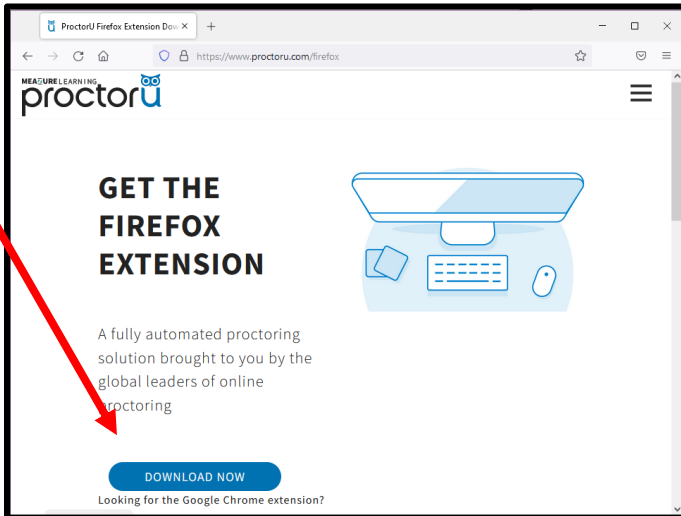 ProctorU Firefox Extension Dow
https://www.proctoru.com/firefox
MEAZURE LEARNING
proctoru
GET THE
FIREFOX
EXTENSION
A fully automated proctoring
solution brought to you by the
global leaders of online
proctoring
DOWNLOAD NOW
Looking for the Google Chrome extension?